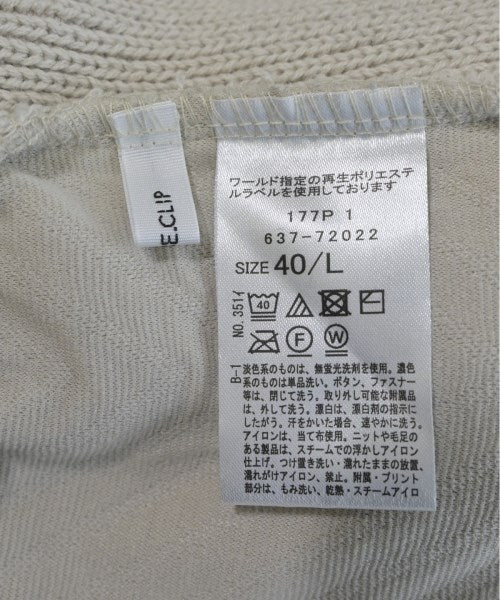 E.CLIP
ワールド指定の再生ポリエステ
ルラベルを使用しております
177P 1
637-72022
SIZE 40/L
NO.351イ
40
F
W
B-1
淡色系のものは、無蛍光洗剤を使用。濃色
系のものは単品洗い。ボタン、ファスナー
等は、閉じて洗う。取り外し可能な付属品
は、外して洗う。漂白は、漂白剤の指示にし
たがう。汗をかいた場合、速やかに洗う。
アイロンは、当て布使用。ニットや毛足の
ある製品は、スチームでの浮かしアイロン
仕上げ。つけ置き洗い・濡れたままの放置、
濡れがけアイロン、禁止。附属・プリント
部分は、もみ洗い、乾熱・スチームアイロ